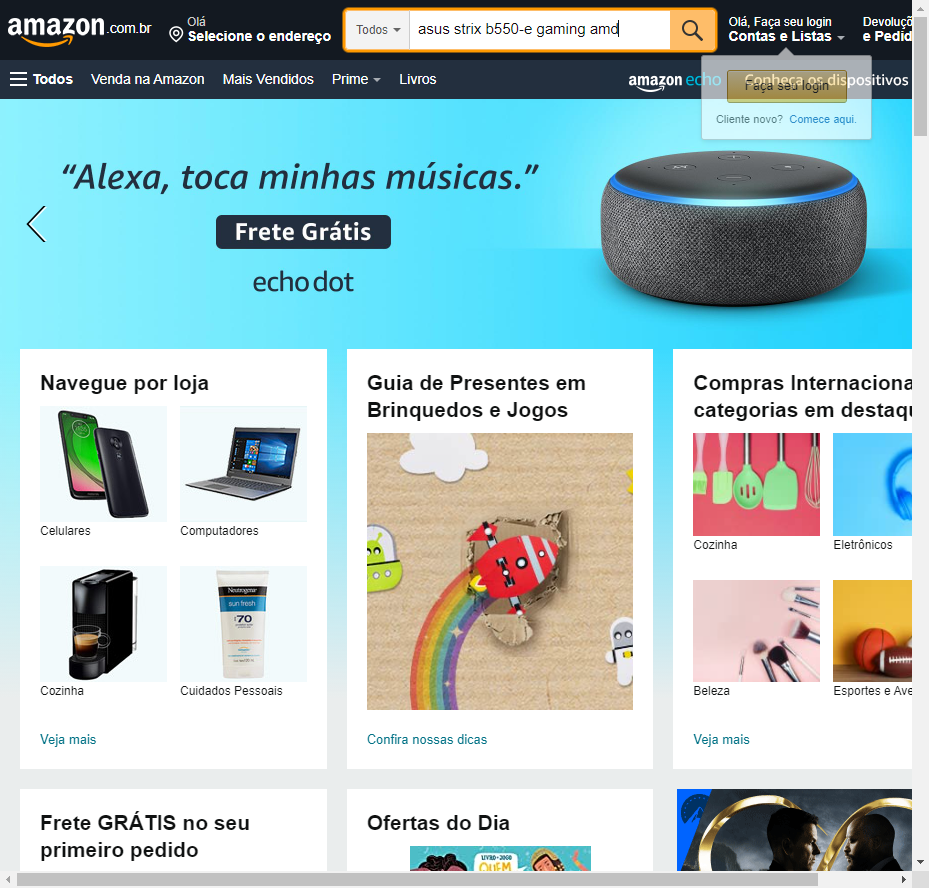 amazon.com.br
Olá
Selecione o endereço
Todos
asus strix b550-e gaming amd
Olá, Faça seu login
Contas e Listas
Devoluçõ
e Pedid
Todos
Venda na Amazon
Mais Vendidos
Prime
Livros
amazon echo
Conheça os dispositivos
Faça seu login
Cliente novo? Comece aqui.
“Alexa, toca minhas músicas.”
Frete Grátis
echo dot
Navegue por loja
Celulares
Computadores
Neutrogena
sun fresh
70
Cozinha
Cuidados Pessoais
Veja mais
Guia de Presentes em
Brinquedos e Jogos
Confira nossas dicas
Compras Internaciona
categorias em destaqu
Cozinha
Eletrônicos
Beleza
Esportes e Ave
Veja mais
Frete GRÁTIS no seu
primeiro pedido
Ofertas do Dia
LIVRO + JOGO
QUEM